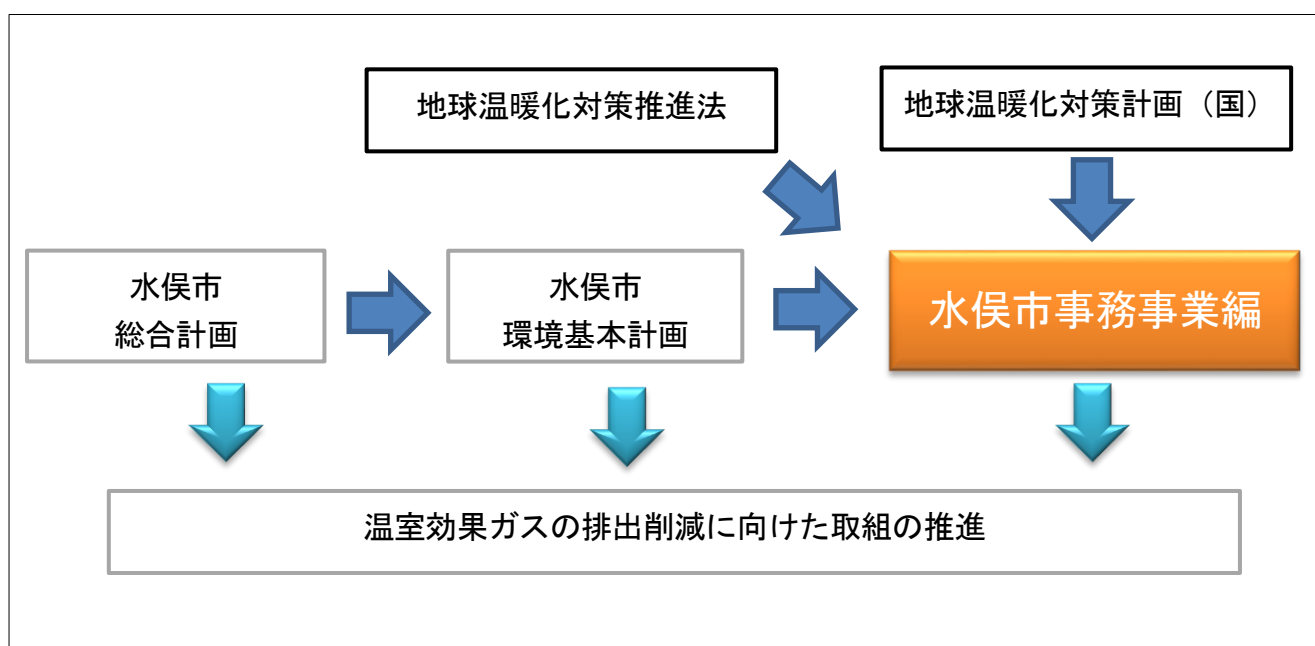 地球温暖化対策推進法
地球温暖化対策計画（国）
水俣市
総合計画
水俣市
環境基本計画
水俣市事務事業編
温室効果ガスの排出削減に向けた取組の推進